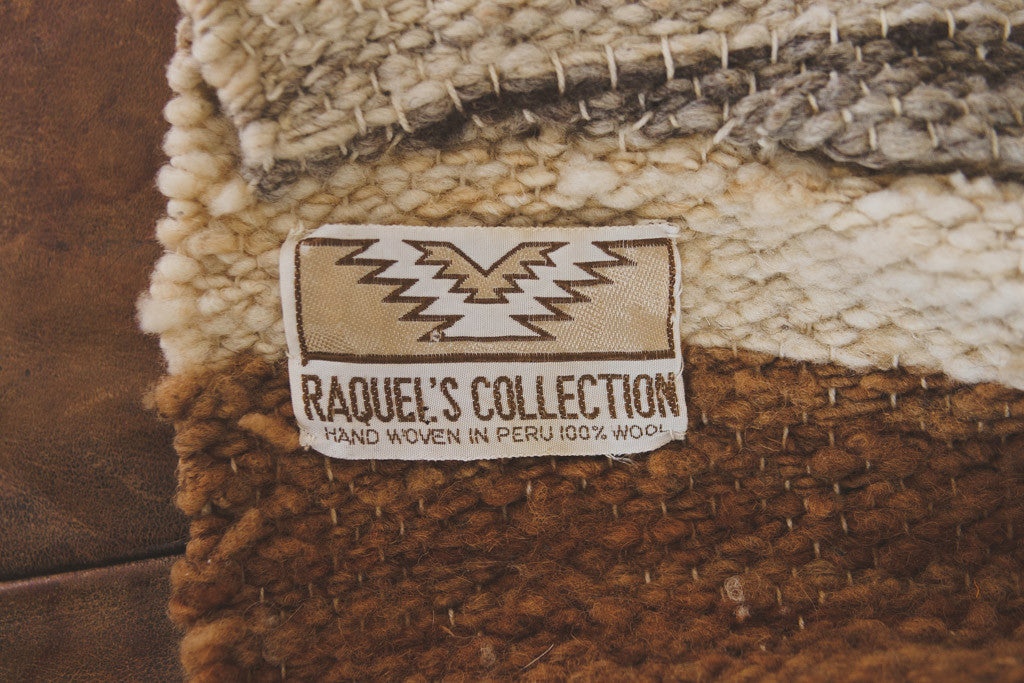 RAQUEL'S COLLECTION
HAND WOVEN IN PERU 100% WOOL